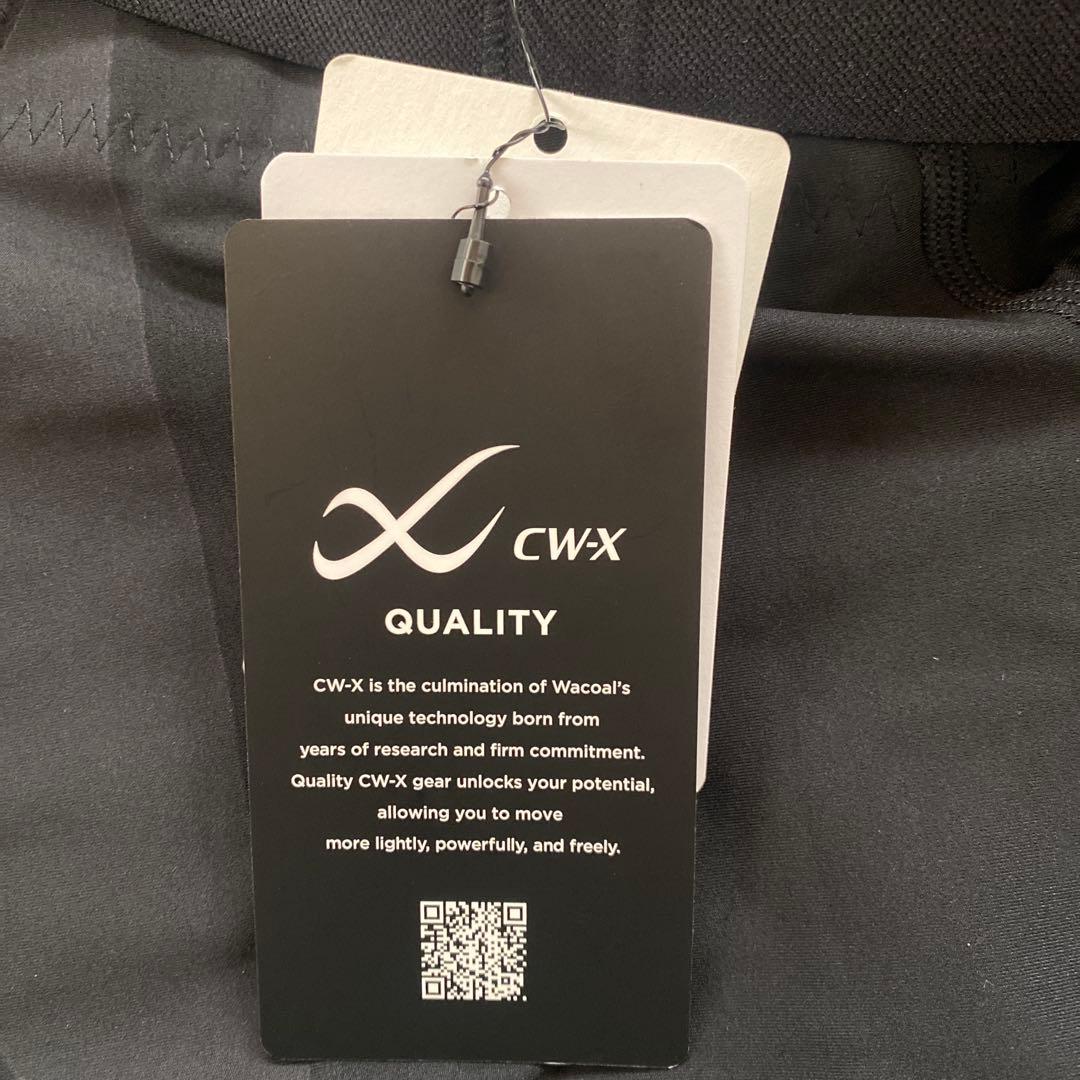 CW-X
QUALITY
CW-X is the culmination of Wacoal's
unique technology born from
years of research and firm commitment.
Quality CW-X gear unlocks your potential,
allowing you to move
more lightly, powerfully, and freely.